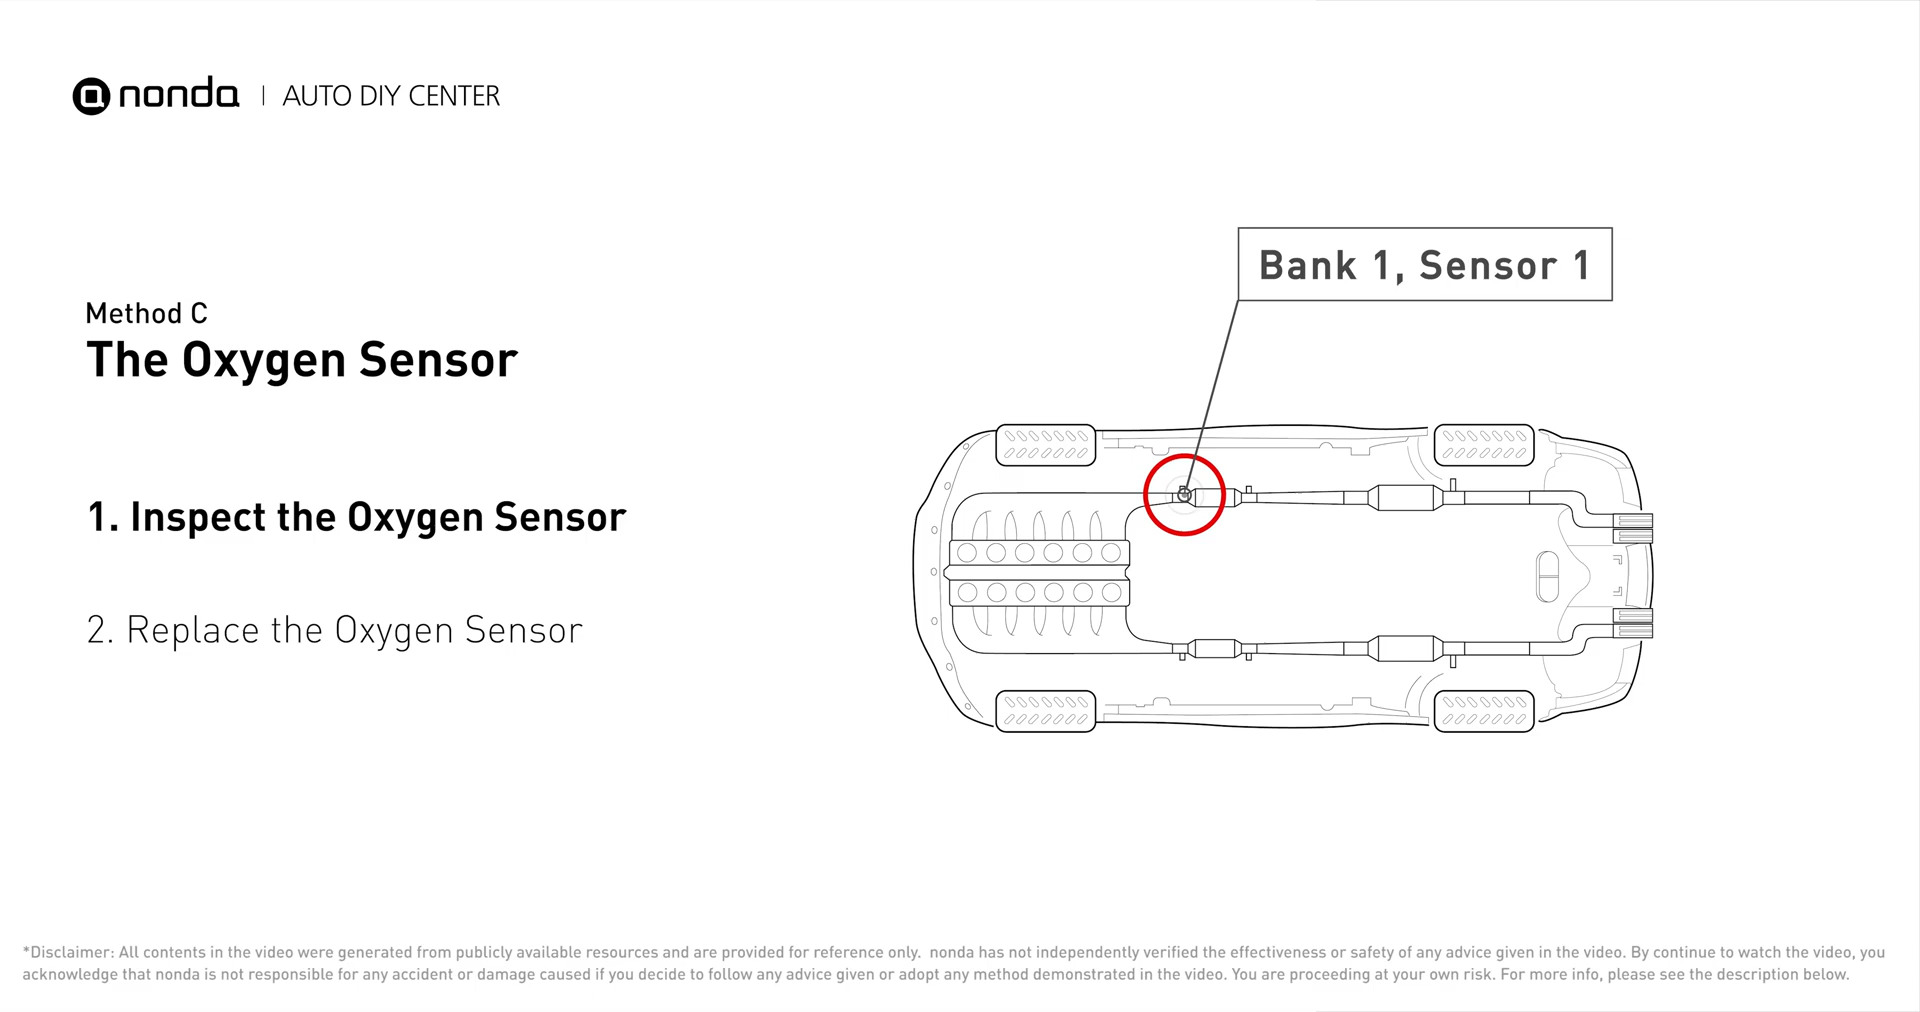 nonda | AUTO DIY CENTER
Bank 1, Sensor 1
Method C
The Oxygen Sensor
1. Inspect the Oxygen Sensor
2. Replace the Oxygen Sensor
*Disclaimer: All contents in the video were generated from publicly available resources and are provided for reference only.  nonda has not independently verified the effectiveness or safety of any advice given in the video. By continue to watch the video, you
acknowledge that nonda is not responsible for any accident or damage caused if you decide to follow any advice given or adopt any method demonstrated in the video. You are proceeding at your own risk. For more info, please see the description below.